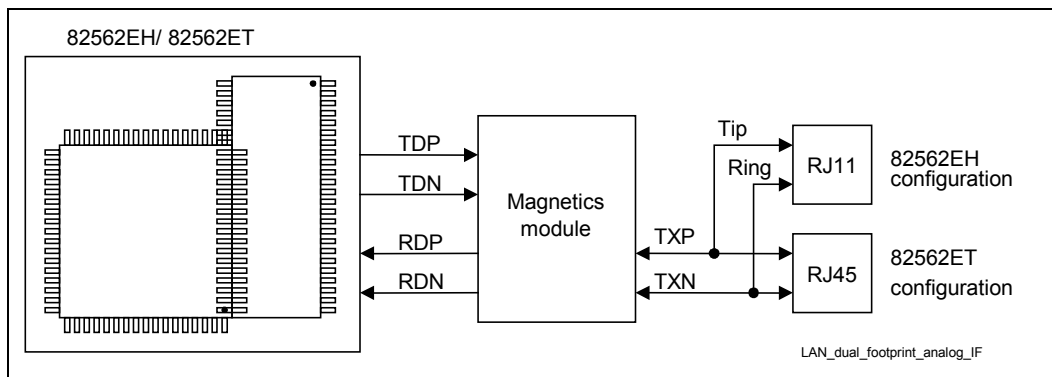 82562EH/ 82562ET
TDP
TDN
RDP
RDN
Magnetics
module
TXP
TXN
Tip
Ring
RJ11
82562EH
configuration
RJ45
82562ET
configuration
LAN_dual_footprint_analog_IF